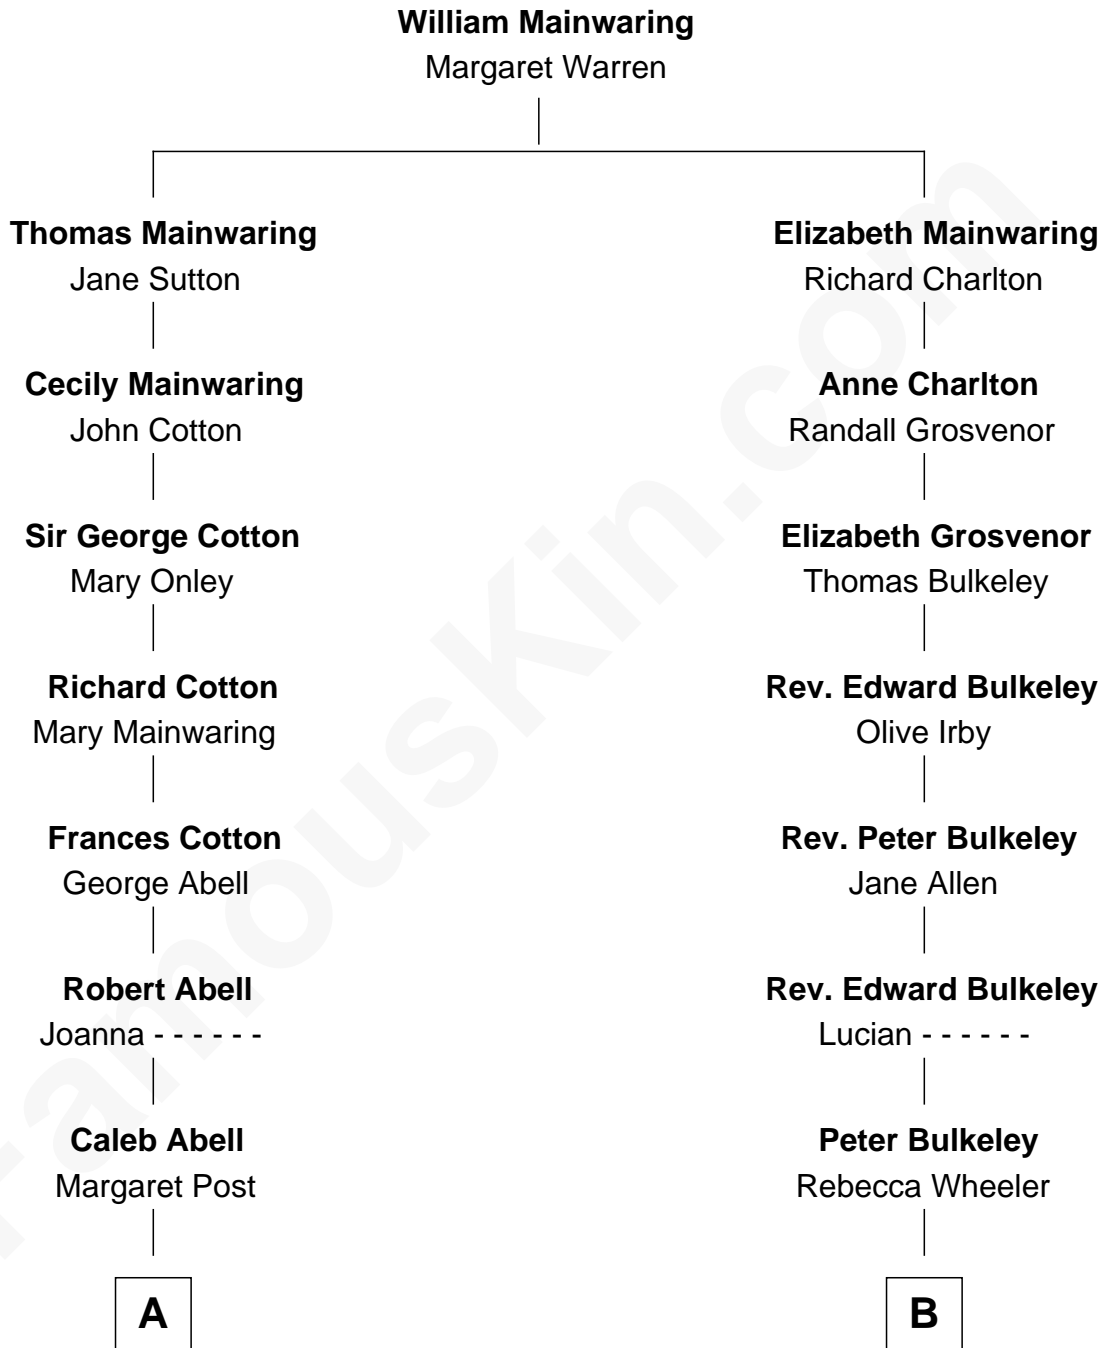 William Mainwaring
Margaret Warren
Thomas Mainwaring
Jane Sutton
Elizabeth Mainwaring
Richard Charlton
Cecily Mainwaring
John Cotton
Anne Charlton
Randall Grosvenor
Sir George Cotton
Mary Onley
Elizabeth Grosvenor
Thomas Bulkeley
Richard Cotton
Mary Mainwaring
Rev. Edward Bulkeley
Olive Irby
Frances Cotton
George Abell
Rev. Peter Bulkeley
Jane Allen
Robert Abell
Joanna - - - - - -
Rev. Edward Bulkeley
Lucian - - - - - -
Caleb Abell
Margaret Post
Peter Bulkeley
Rebecca Wheeler
A
B
FamousKin.com